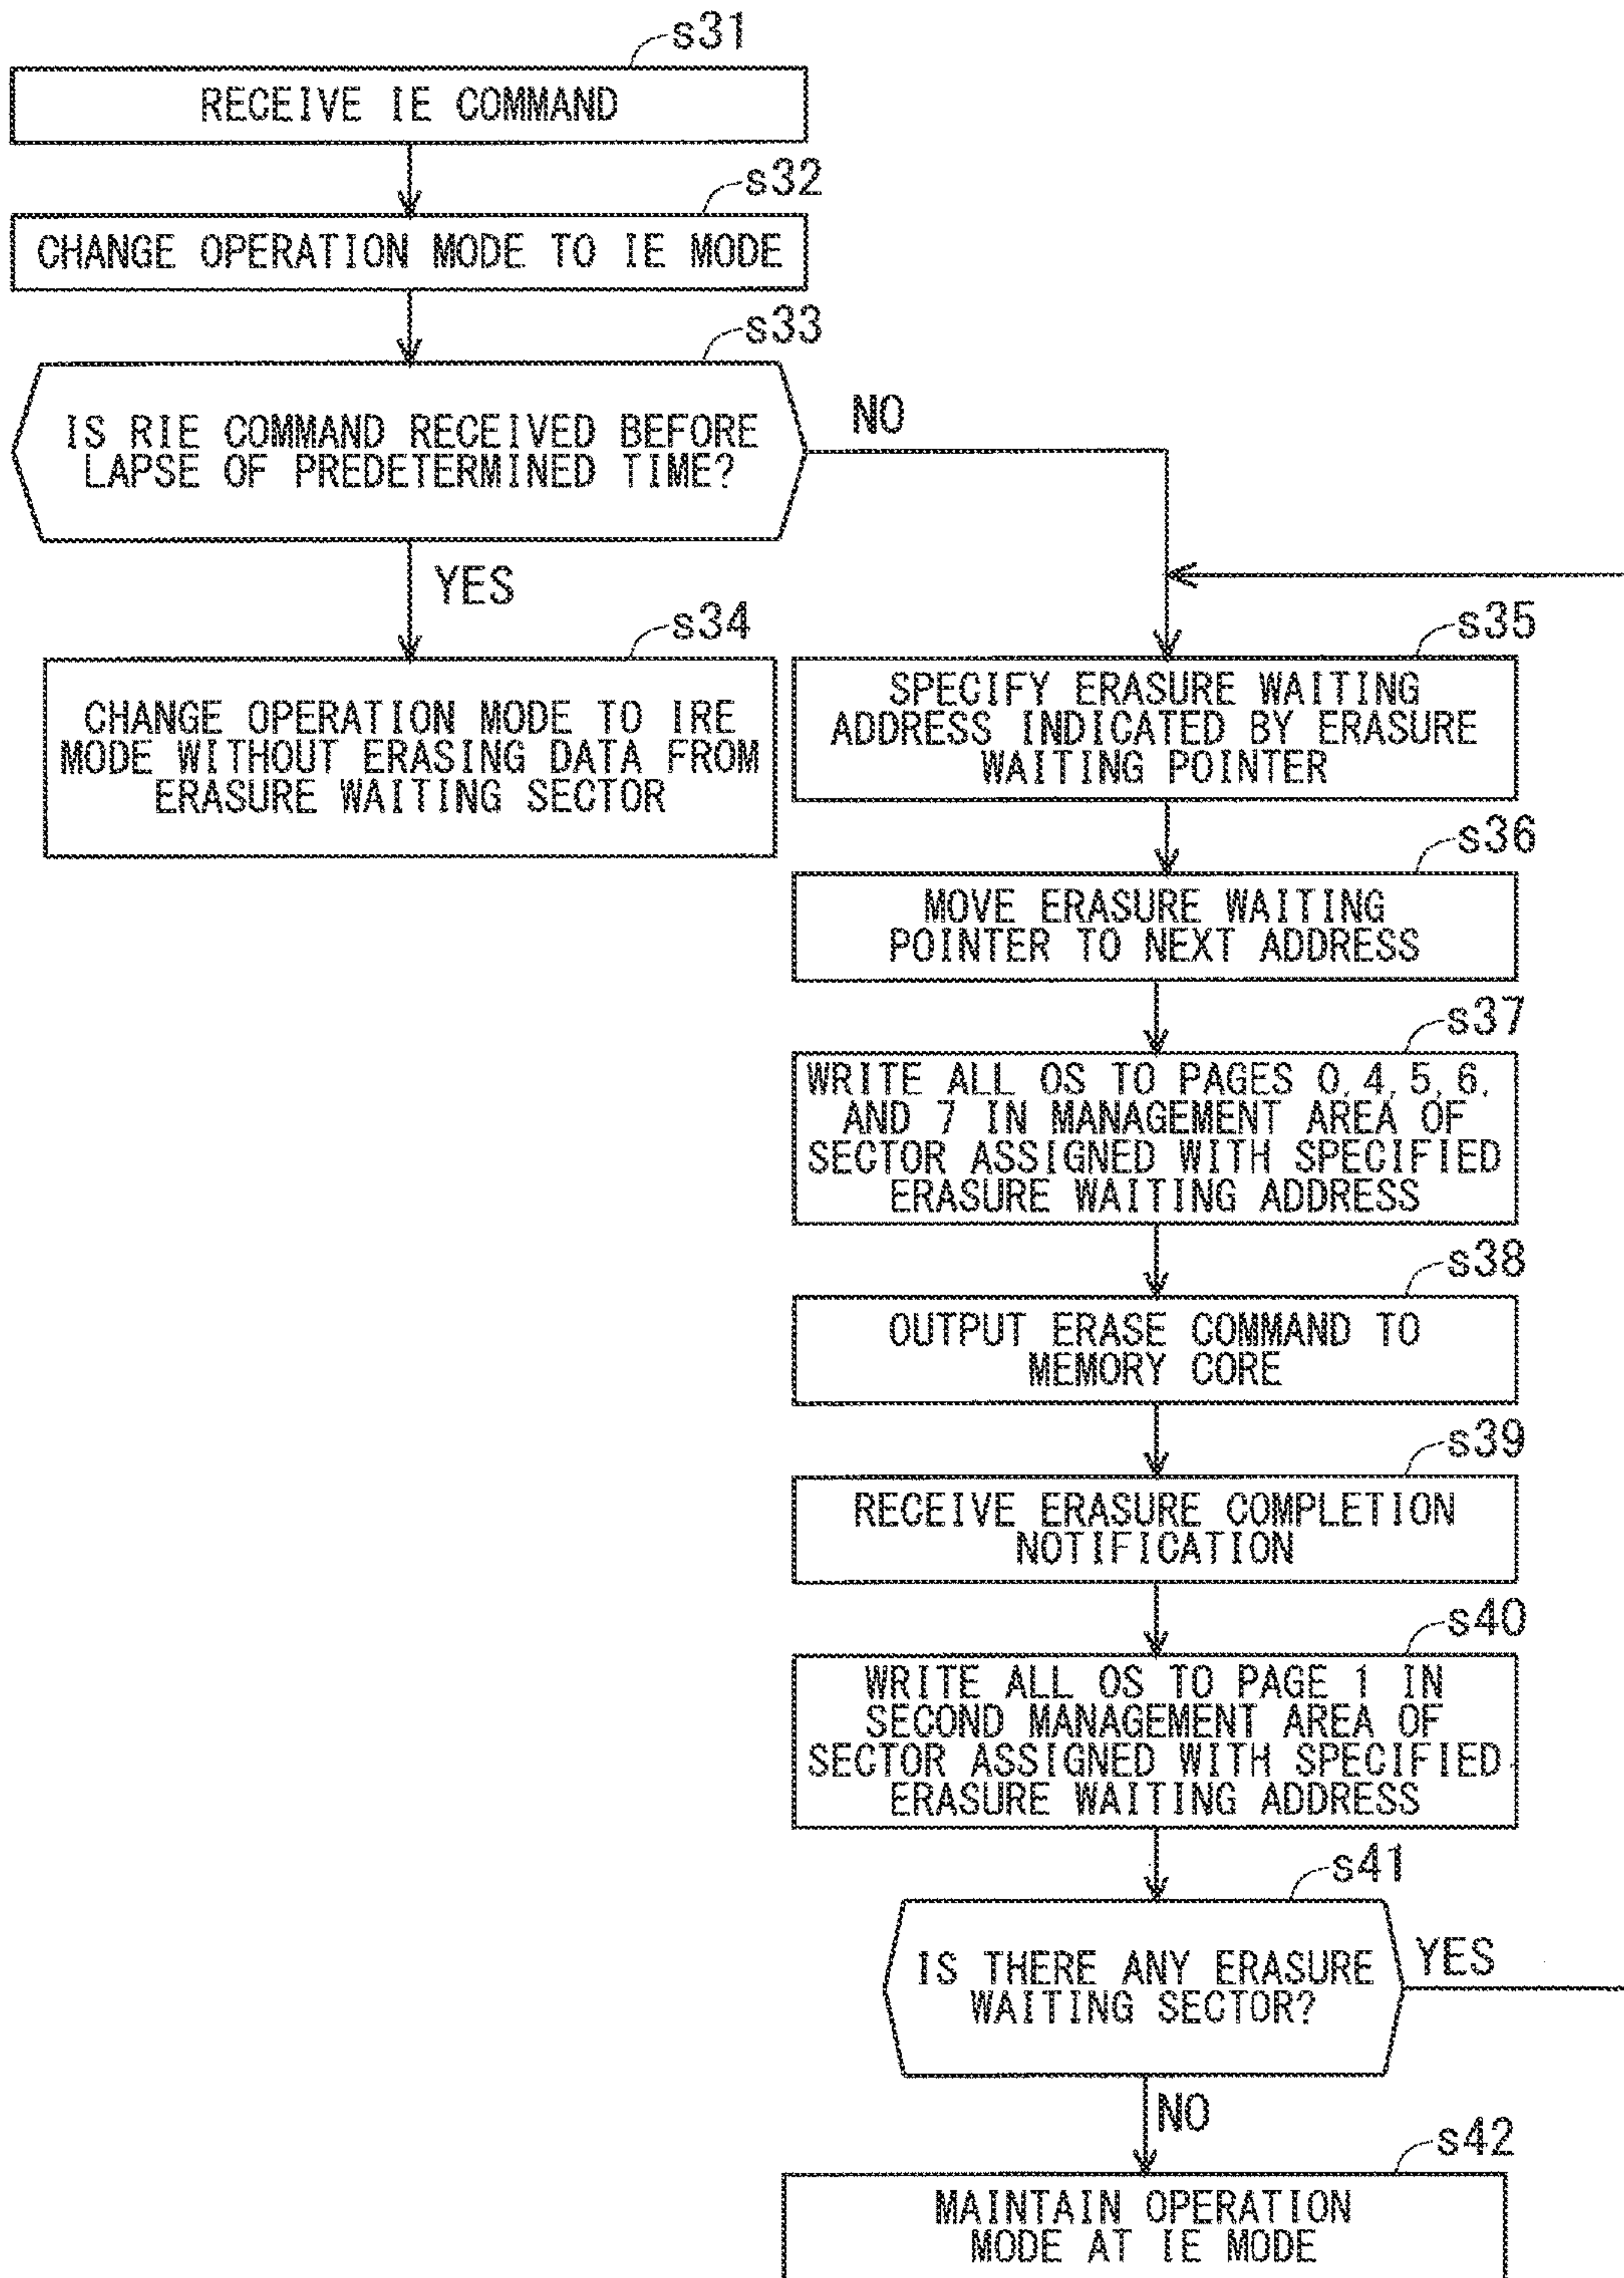 s31
RECEIVE IE COMMAND
s32
CHANGE OPERATION MODE TO IE MODE
s33
IS RIE COMMAND RECEIVED BEFORE
LAPSE OF PREDETERMINED TIME?
NO
YES
s34
CHANGE OPERATION MODE TO IRE
MODE WITHOUT ERASING DATA FROM
ERASURE WAITING SECTOR
s35
SPECIFY ERASURE WAITING
ADDRESS INDICATED BY ERASURE
WAITING POINTER
s36
MOVE ERASURE WAITING
POINTER TO NEXT ADDRESS
s37
WRITE ALL 0S TO PAGES 0, 4, 5, 6,
AND 7 IN MANAGEMENT AREA OF
SECTOR ASSIGNED WITH SPECIFIED
ERASURE WAITING ADDRESS
s38
OUTPUT ERASE COMMAND TO
MEMORY CORE
s39
RECEIVE ERASURE COMPLETION
NOTIFICATION
s40
WRITE ALL 0S TO PAGE 1 IN
SECOND MANAGEMENT AREA OF
SECTOR ASSIGNED WITH SPECIFIED
ERASURE WAITING ADDRESS
s41
IS THERE ANY ERASURE
WAITING SECTOR?
YES
NO
s42
MAINTAIN OPERATION
MODE AT IE MODE